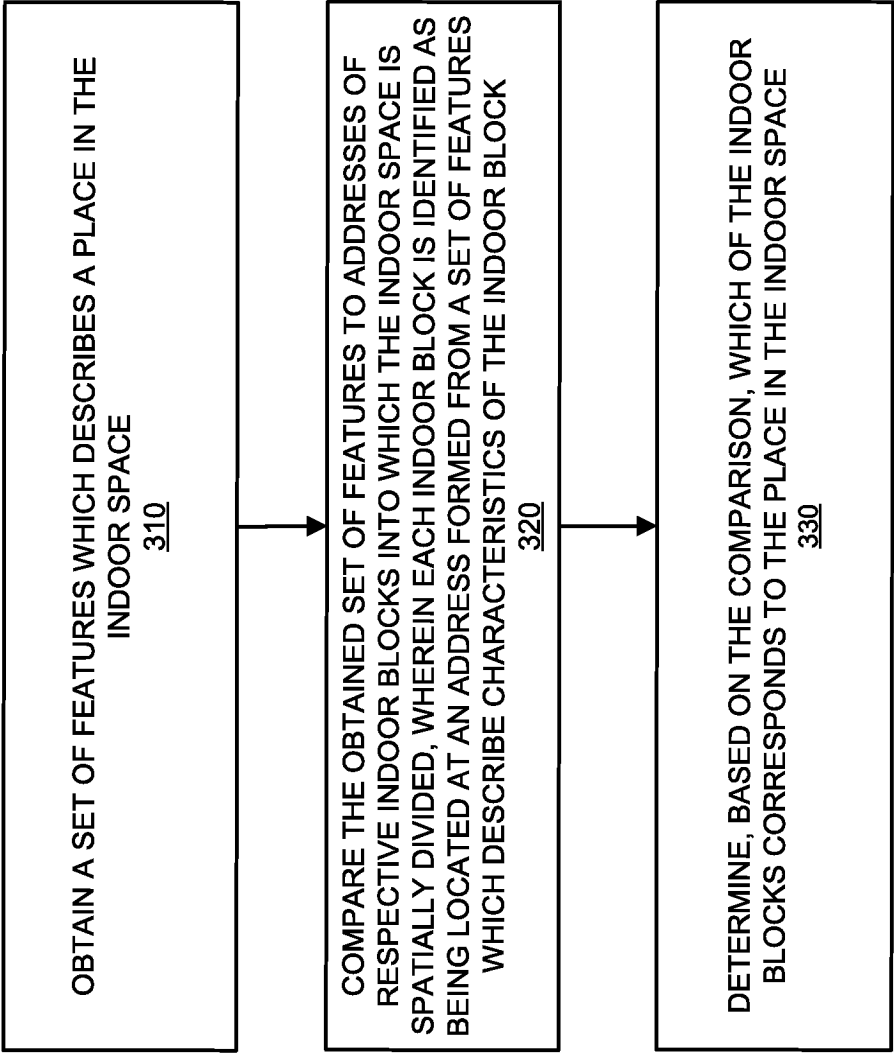 OBTAIN A SET OF FEATURES WHICH DESCRIBES A PLACE IN THE
INDOOR SPACE
310
COMPARE THE OBTAINED SET OF FEATURES TO ADDRESSES OF
RESPECTIVE INDOOR BLOCKS INTO WHICH THE INDOOR SPACE IS
SPATIALLY DIVIDED, WHEREIN EACH INDOOR BLOCK IS IDENTIFIED AS
BEING LOCATED AT AN ADDRESS FORMED FROM A SET OF FEATURES
WHICH DESCRIBE CHARACTERISTICS OF THE INDOOR BLOCK
320
DETERMINE, BASED ON THE COMPARISON, WHICH OF THE INDOOR
BLOCKS CORRESPONDS TO THE PLACE IN THE INDOOR SPACE
330